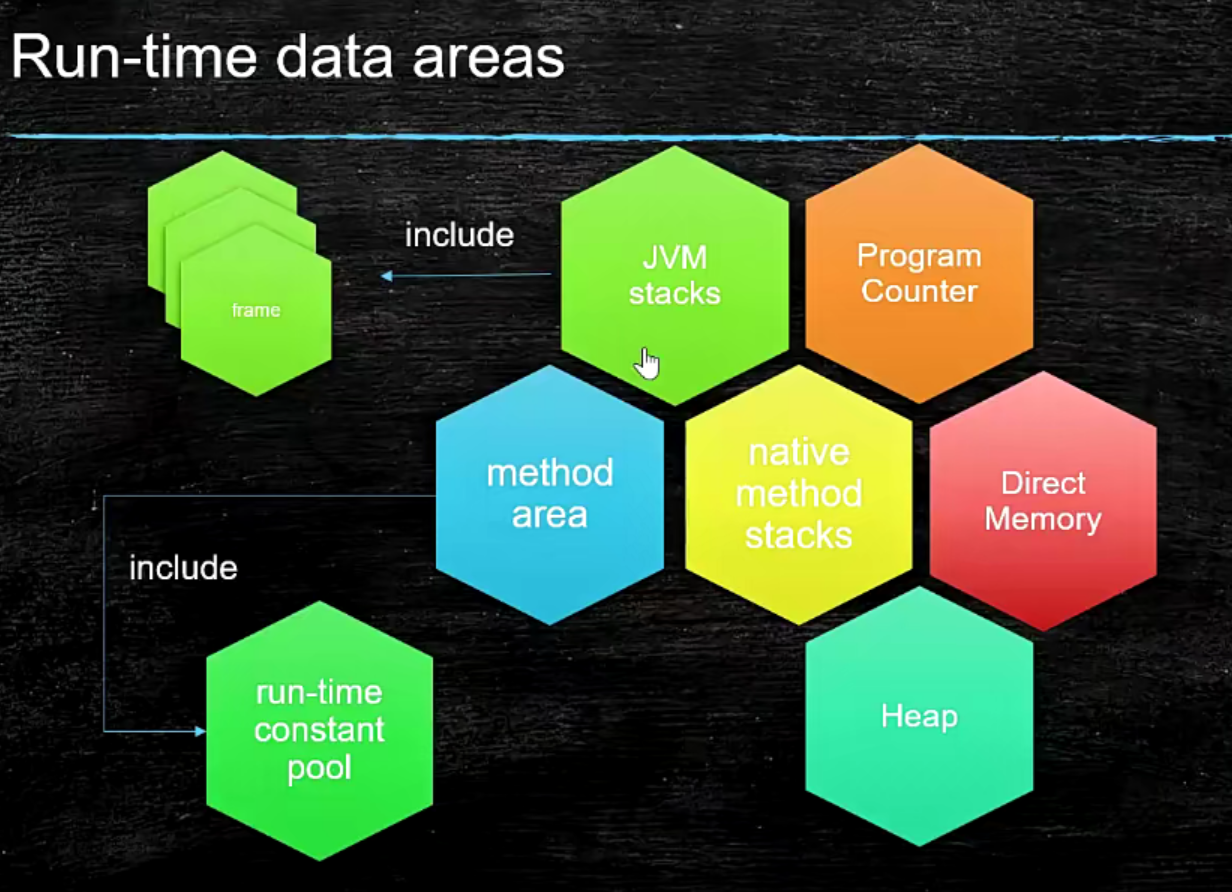 Run-time data areas
include
JVM
stacks
Program
Counter
frame
method
area
native
method
stacks
Direct
Memory
include
run-time
constant
pool
Heap